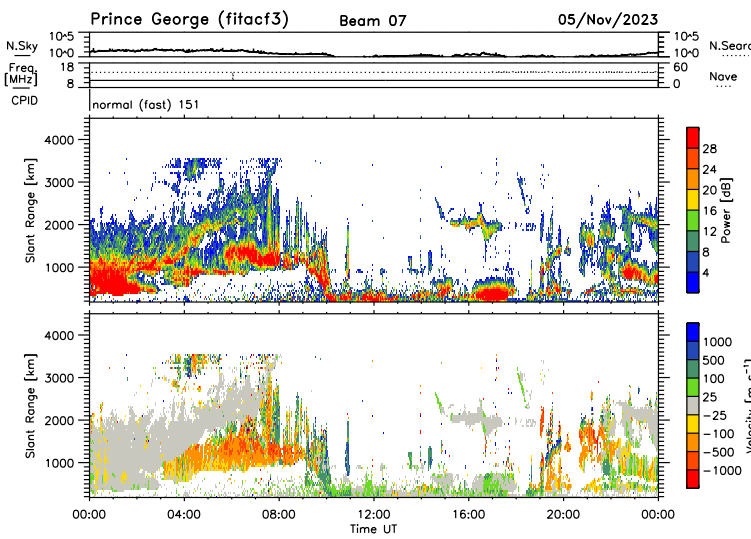 Prince George (fitacf3) Beam 07 05/Nov/2023
N.Sky 10^5 10^0 10^5 10^0 N.Sear
Freq [MHz] 18 8 60 0 Nave
CPID normal (fast) 151
Slant Range [km] 4000 3000 2000 1000
Power [dB] 28 24 20 16 12 8 4
Slant Range [km] 4000 3000 2000 1000
Velocity [m s⁻¹] 1000 500 100 25 −25 −100 −500 −1000
00:00 04:00 08:00 12:00 16:00 20:00 00:00
Time UT